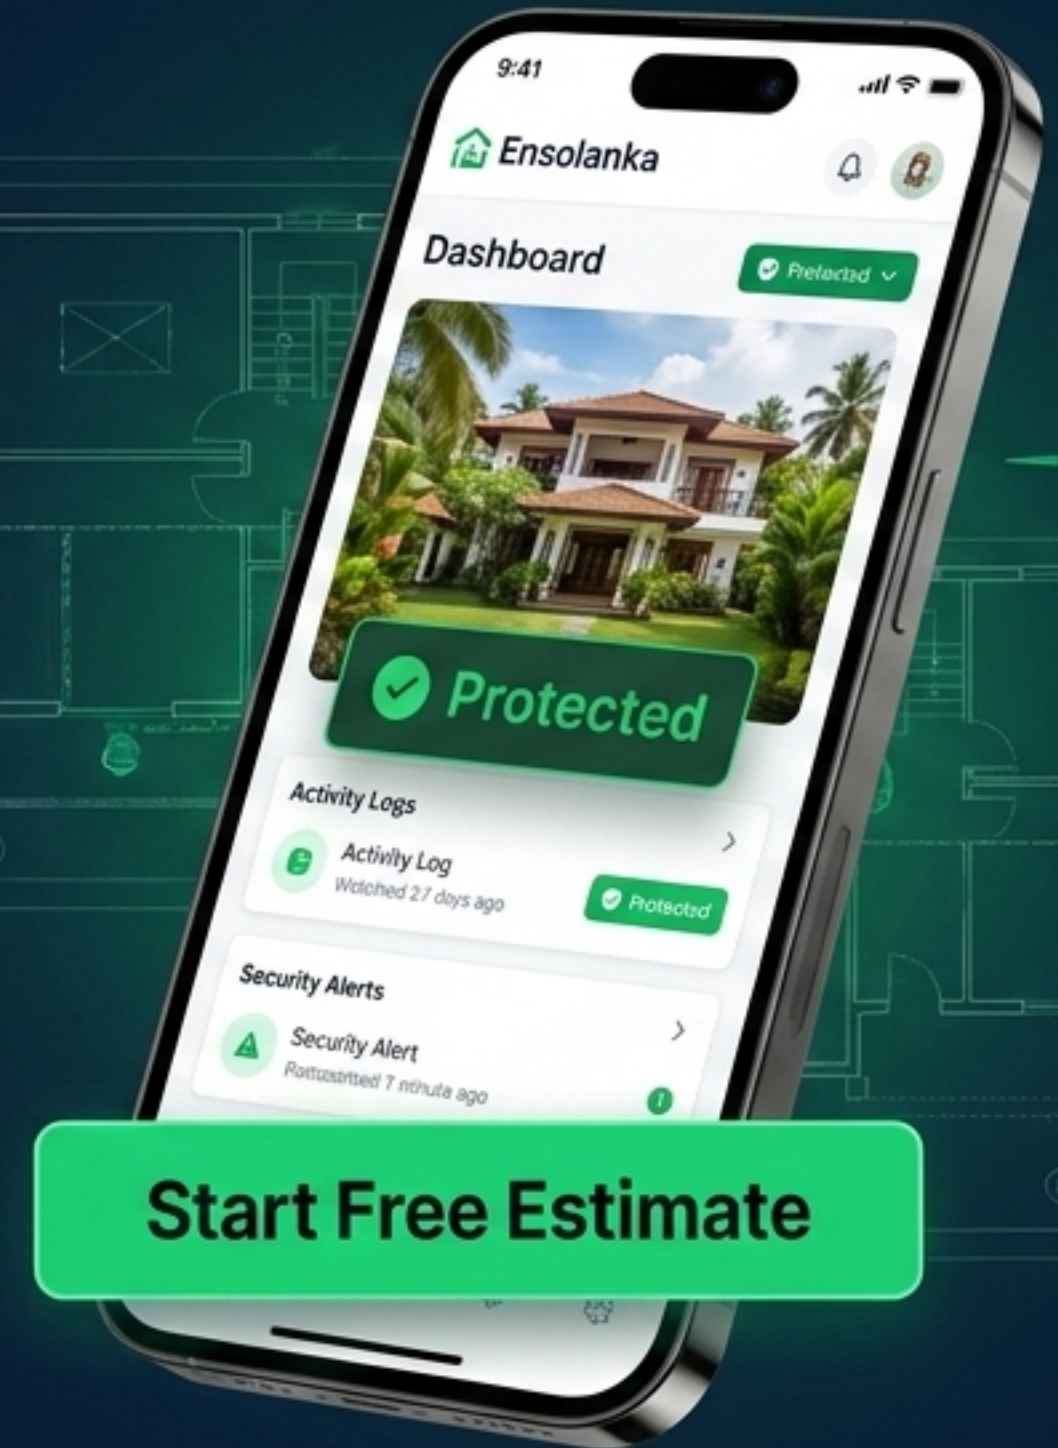 9:41
Ensolanka
Dashboard
Protected
Activity Logs
Activity Log
27 days ago
Protected
Security Alerts
Security Alert
7 ago
Start Free Estimate